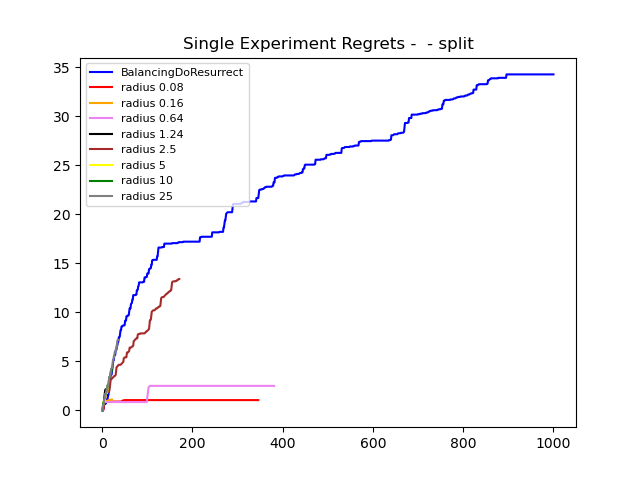 Single Experiment Regrets -  - split
35
30
25
20
15
10
5
0
BalancingDoResurrect
radius 0.08
radius 0.16
radius 0.64
radius 1.24
radius 2.5
radius 5
radius 10
radius 25
0 200 400 600 800 1000